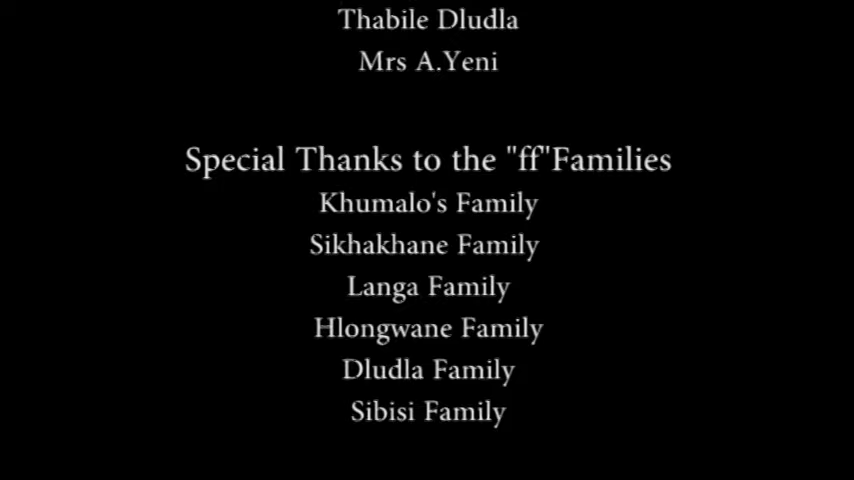 Thabile Dludla
Mrs A.Yeni
Special Thanks to the "ff"Families
Khumalo's Family
Sikhakhane Family
Langa Family
Hlongwane Family
Dludla Family
Sibisi Family